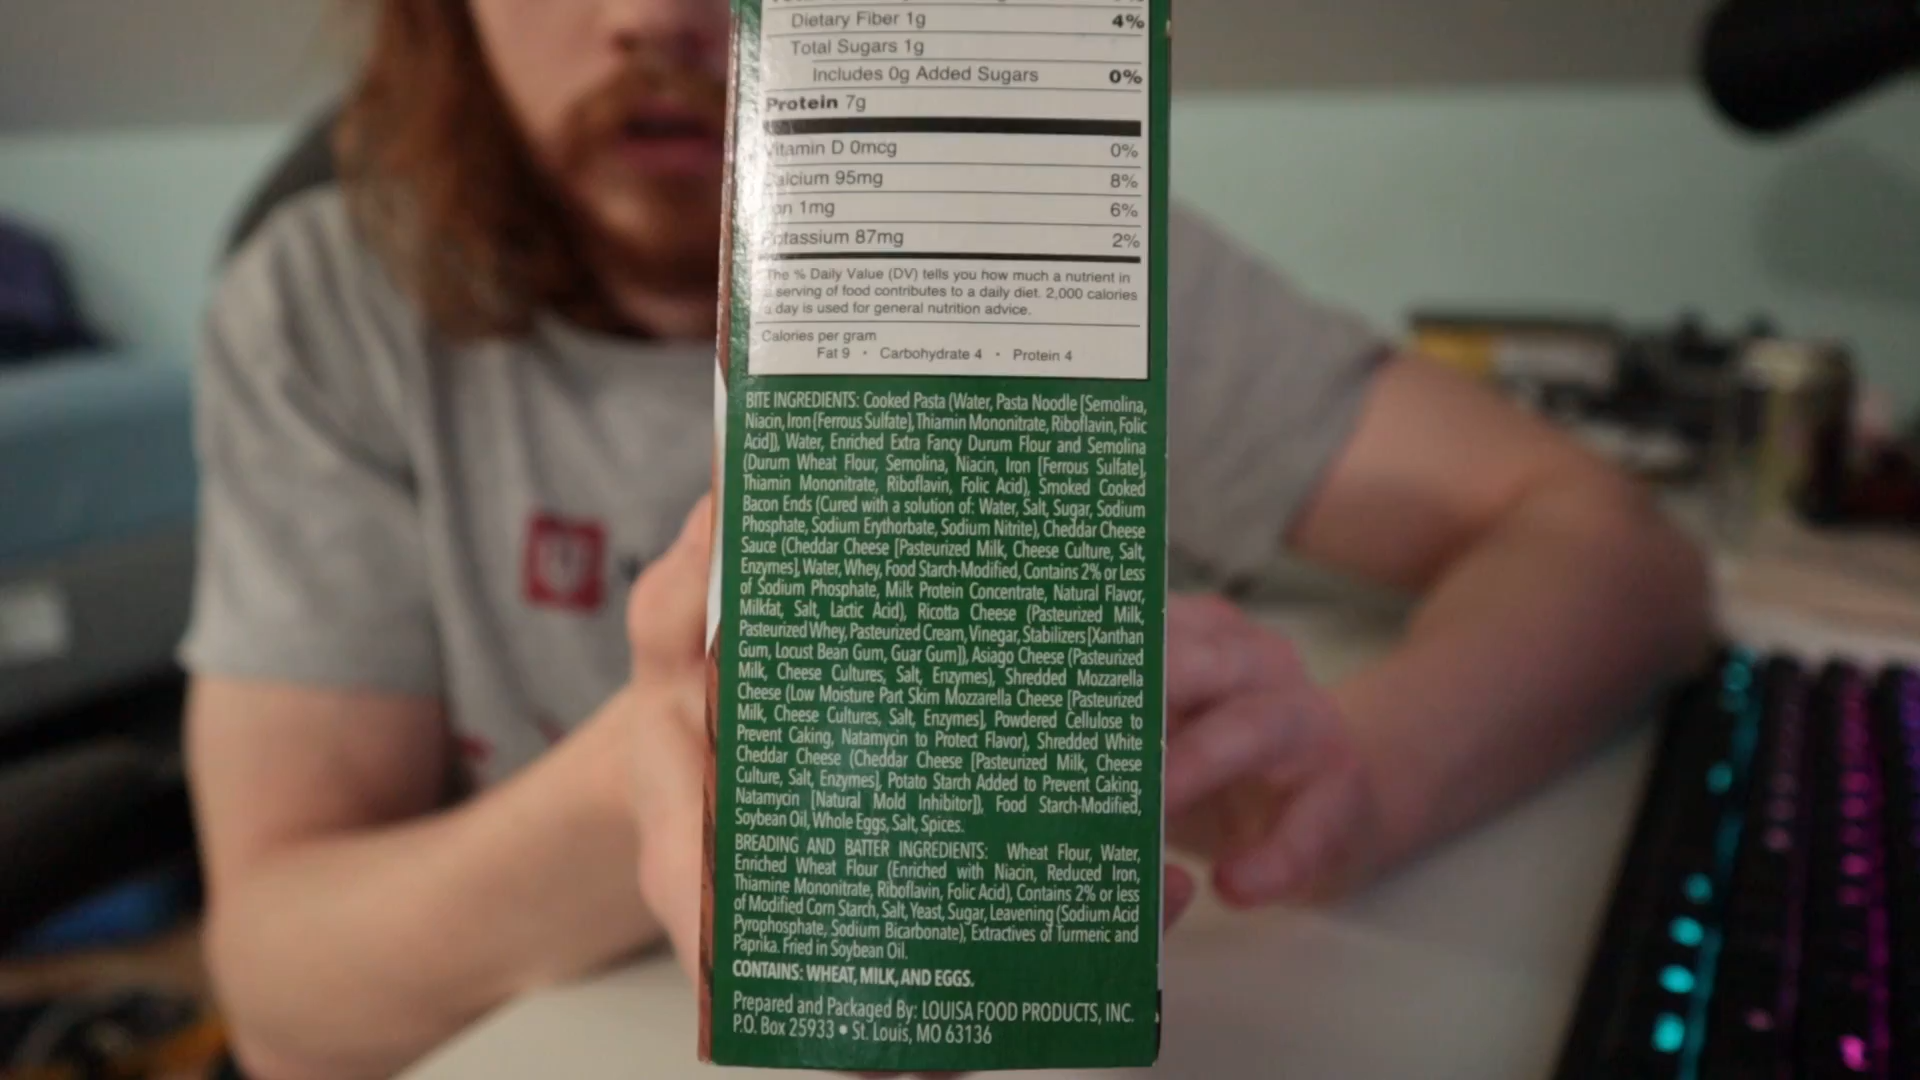 Dietary Fiber 1g 4%
Total Sugars 1g
Includes 0g Added Sugars 0%
Protein 7g
Vitamin D 0mcg 0%
Calcium 95mg 8%
Iron 1mg 6%
Potassium 87mg 2%
The % Daily Value (DV) tells you how much a nutrient in
a serving of food contributes to a daily diet. 2,000 calories
a day is used for general nutrition advice.
Calories per gram
Fat 9 • Carbohydrate 4 • Protein 4
BITE INGREDIENTS: Cooked Pasta (Water, Pasta Noodle [Semolina,
Niacin, Iron (Ferrous Sulfate), Thiamin Mononitrate, Riboflavin, Folic
Acid]), Water, Enriched Extra Fancy Durum Flour and Semolina
(Durum Wheat Flour, Semolina, Niacin, Iron [Ferrous Sulfate],
Thiamin Mononitrate, Riboflavin, Folic Acid), Smoked Cooked
Bacon Ends (Cured with a solution of: Water, Salt, Sugar, Sodium
Phosphate, Sodium Erythorbate, Sodium Nitrite), Cheddar Cheese
Sauce (Cheddar Cheese [Pasteurized Milk, Cheese Culture, Salt,
Enzymes], Water, Whey, Food Starch-Modified, Contains 2% or Less
of Sodium Phosphate, Milk Protein Concentrate, Natural Flavor,
Milkfat, Salt, Lactic Acid), Ricotta Cheese (Pasteurized Milk,
Pasteurized Whey, Pasteurized Cream, Vinegar, Stabilizers [Xanthan
Gum, Locust Bean Gum, Guar Gum]), Asiago Cheese (Pasteurized
Milk, Cheese Cultures, Salt, Enzymes), Shredded Mozzarella
Cheese (Low Moisture Part Skim Mozzarella Cheese [Pasteurized
Milk, Cheese Cultures, Salt, Enzymes], Powdered Cellulose to
Prevent Caking, Natamycin to Protect Flavor), Shredded White
Cheddar Cheese (Cheddar Cheese [Pasteurized Milk, Cheese
Culture, Salt, Enzymes], Potato Starch Added to Prevent Caking,
Natamycin [Natural Mold Inhibitor]), Food Starch-Modified,
Soybean Oil, Whole Eggs, Salt, Spices.
BREADING AND BATTER INGREDIENTS: Wheat Flour, Water,
Enriched Wheat Flour (Enriched with Niacin, Reduced Iron,
Thiamine Mononitrate, Riboflavin, Folic Acid), Contains 2% or less
of Modified Corn Starch, Salt, Yeast, Sugar, Leavening (Sodium Acid
Pyrophosphate, Sodium Bicarbonate), Extractives of Turmeric and
Paprika. Fried in Soybean Oil.
CONTAINS: WHEAT, MILK, AND EGGS.
Prepared and Packaged By: LOUISA FOOD PRODUCTS, INC.
P.O. Box 25933 • St. Louis, MO 63136